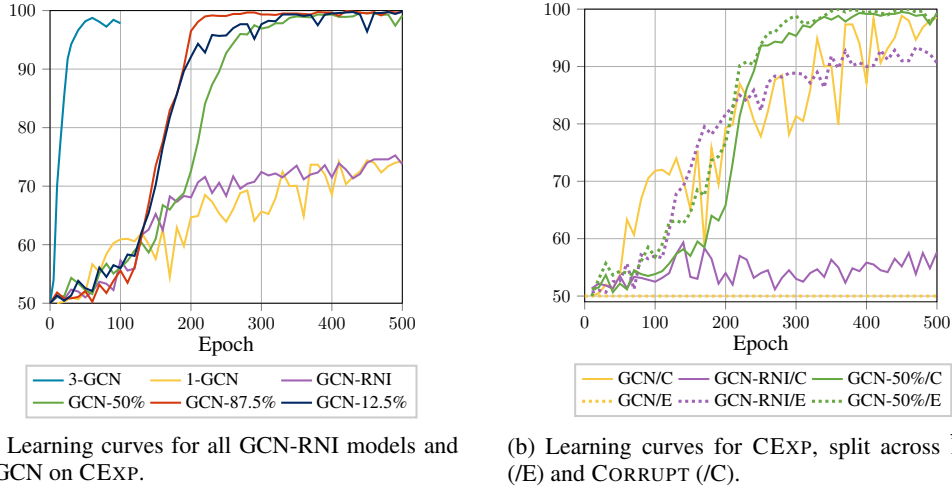 100
90
80
70
60
50
0 100 200 300 400 500
Epoch
3-GCN 1-GCN GCN-RNI
GCN-50% GCN-87.5% GCN-12.5%
Learning curves for all GCN-RNI models and
GCN on CEXP.
100
90
80
70
60
50
0 100 200 300 400 500
Epoch
GCN/C GCN-RNI/C GCN-50%/C
GCN/E GCN-RNI/E GCN-50%/E
(b) Learning curves for CEXP, split across
(/E) and CORRUPT (/C).